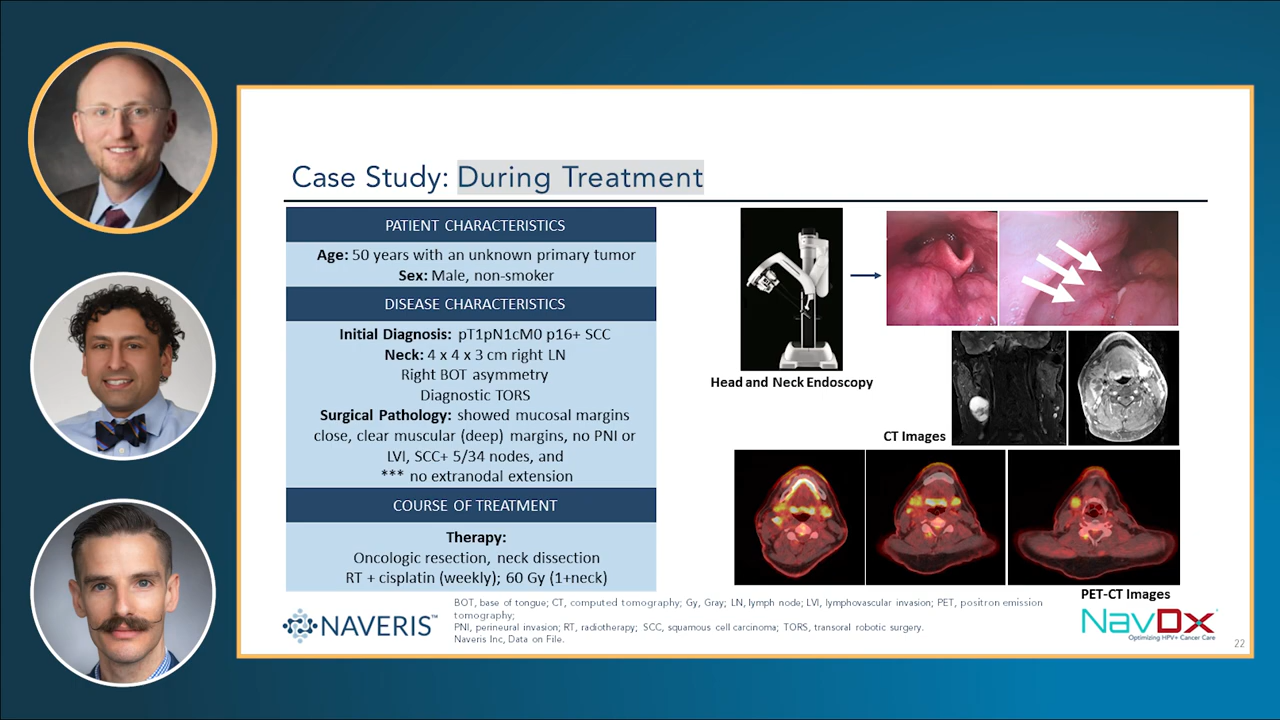 Case Study: During Treatment
PATIENT CHARACTERISTICS
Age: 50 years with an unknown primary tumor
Sex: Male, non-smoker
DISEASE CHARACTERISTICS
Initial Diagnosis: pT1pN1cM0 p16+ SCC
Neck: 4 x 4 x 3 cm right LN
Right BOT asymmetry
Diagnostic TORS
Surgical Pathology: showed mucosal margins
close, clear muscular (deep) margins, no PNI or
LVI, SCC+ 5/34 nodes, and
*** no extranodal extension
COURSE OF TREATMENT
Therapy:
Oncologic resection, neck dissection
RT + cisplatin (weekly); 60 Gy (1+neck)
Head and Neck Endoscopy
CT Images
PET-CT Images
BOT, base of tongue; CT, computed tomography; Gy, Gray; LN, lymph node; LVI, lymphovascular invasion; PET, positron emission
tomography;
PNI, perineural invasion; RT, radiotherapy; SCC, squamous cell carcinoma; TORS, transoral robotic surgery.
Naveris Inc, Data on File.
NAVERIS™
NavDx®
Optimizing HPV+ Cancer Care
22